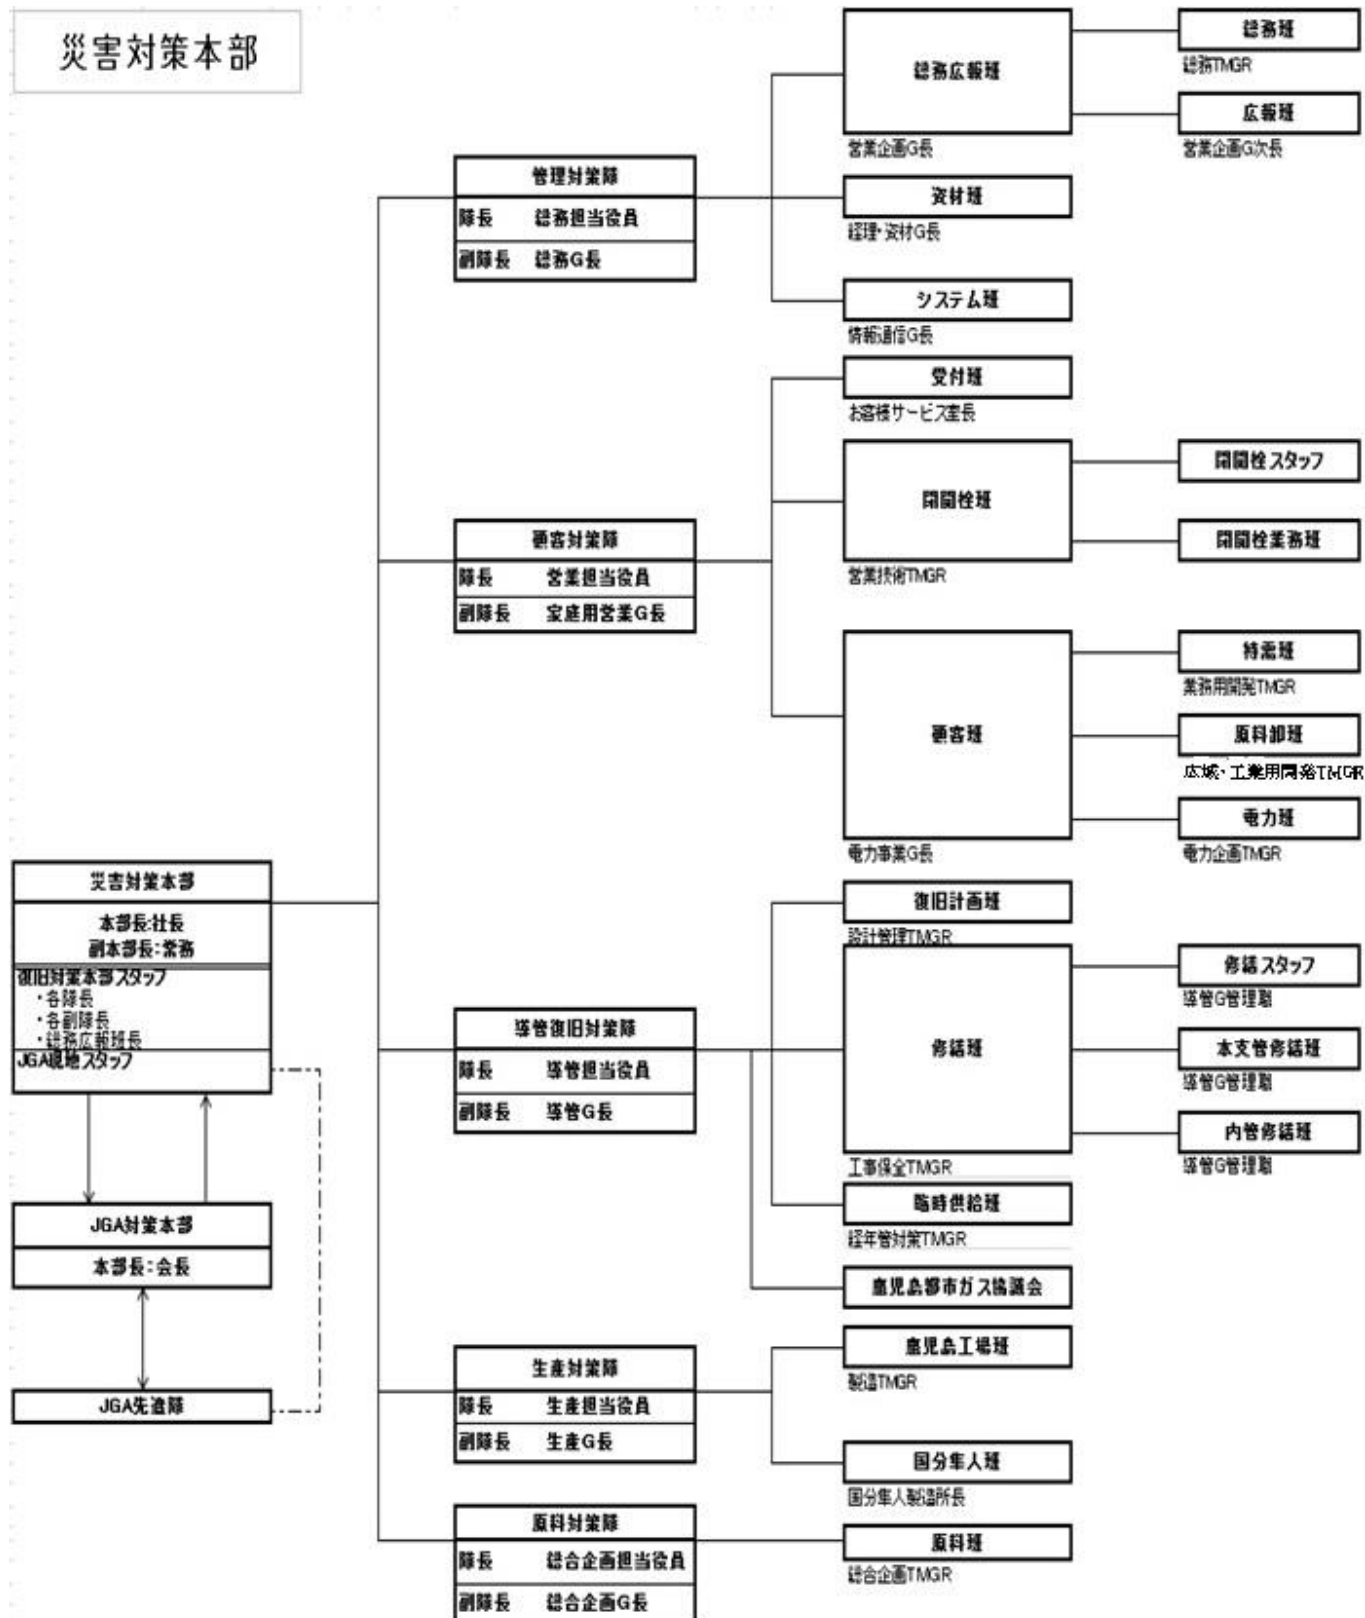 災害対策本部
総務広報班
営業企画G長
総務班
総務TMGR
広報班
営業企画G次長
管理対策隊
隊長 総務担当役員
副隊長 総務G長
資材班
経理・資材G長
システム班
情報通信G長
受付班
お客様サービス室長
閉開栓班
営業技術TMGR
閉開栓スタッフ
閉開栓業務班
顧客対策隊
隊長 営業担当役員
副隊長 家庭用営業G長
顧客班
電力事業G長
特需班
業務用開発TMGR
原料卸班
広域・工業用開発TMGR
電力班
電力企画TMGR
災害対策本部
本部長:社長
副本部長:常務
復旧対策本部スタッフ
・各隊長
・各副隊長
・総務広報班長
JGA現地スタッフ
JGA対策本部
本部長:会長
JGA先遣隊
導管復旧対策隊
隊長 導管担当役員
副隊長 導管G長
復旧計画班
設計管理TMGR
修繕班
工事保全TMGR
修繕スタッフ
導管G管理職
本支管修繕班
導管G管理職
内管修繕班
導管G管理職
臨時供給班
経年管対策TMGR
鹿児島都市ガス協議会
生産対策隊
隊長 生産担当役員
副隊長 生産G長
鹿児島工場班
製造TMGR
国分隼人班
国分隼人製造所長
原料対策隊
隊長 総合企画担当役員
副隊長 総合企画G長
原料班
総合企画TMGR